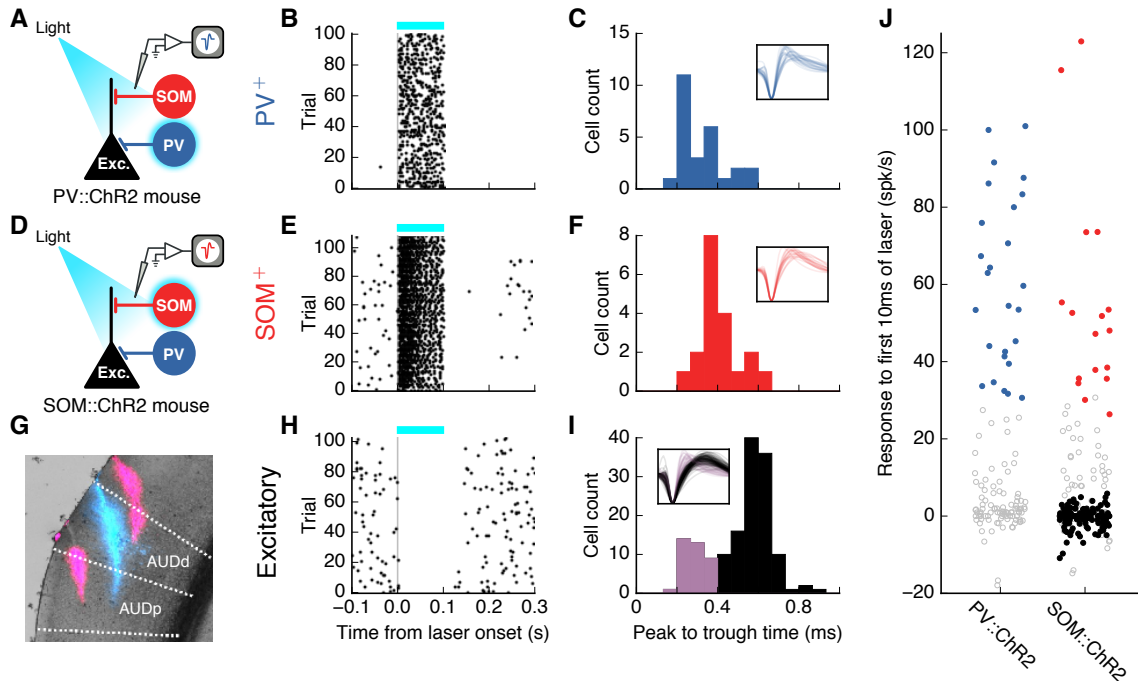 A
Light
SOM
PV
Exc.
PV::ChR2 mouse
B
PV+
Trial
100
80
60
40
20
0
C
Cell count
15
10
5
0
D
Light
SOM
PV
Exc.
SOM::ChR2 mouse
E
SOM+
Trial
100
80
60
40
20
0
F
Cell count
8
6
4
2
0
G
AUDd
AUDp
H
Excitatory
Trial
100
80
60
40
20
0
−0.1 0.0 0.1 0.2 0.3
Time from laser onset (s)
I
Cell count
40
30
20
10
0
0.0 0.4 0.8
Peak to trough time (ms)
J
Response to first 10ms of laser (spk/s)
120
100
80
60
40
20
0
−20
PV::ChR2
SOM::ChR2